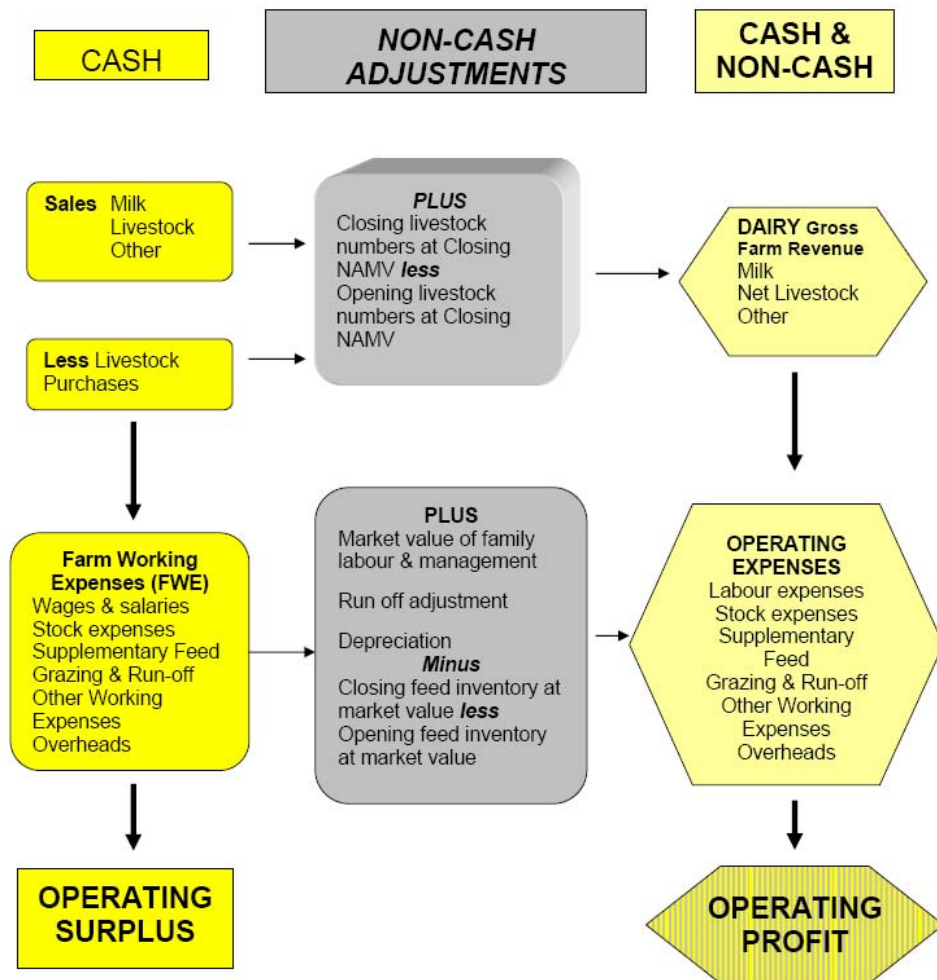 CASH
NON-CASH
ADJUSTMENTS
CASH &
NON-CASH
Sales Milk
Livestock
Other
PLUS
Closing livestock
numbers at Closing
NAMV less
Opening livestock
numbers at Closing
NAMV
DAIRY Gross
Farm Revenue
Milk
Net Livestock
Other
Less Livestock
Purchases
Farm Working
Expenses (FWE)
Wages & salaries
Stock expenses
Supplementary Feed
Grazing & Run-off
Other Working
Expenses
Overheads
PLUS
Market value of family
labour & management
Run off adjustment
Depreciation
Minus
Closing feed inventory at
market value less
Opening feed inventory
at market value
OPERATING
EXPENSES
Labour expenses
Stock expenses
Supplementary
Feed
Grazing & Run-off
Other Working
Expenses
Overheads
OPERATING
SURPLUS
OPERATING
PROFIT